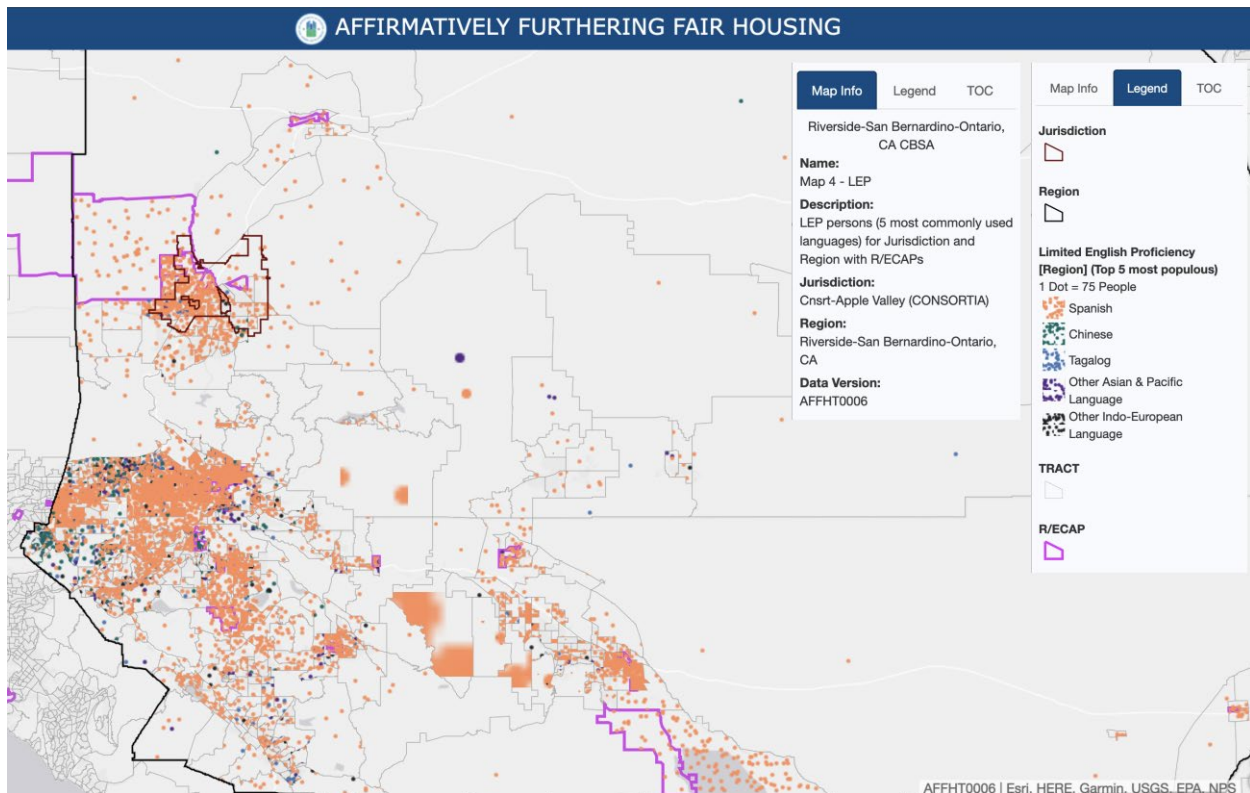 AFFIRMATIVELY FURTHERING FAIR HOUSING
Map Info Legend TOC
Riverside-San Bernardino-Ontario,
CA CBSA
Name:
Map 4 - LEP
Description:
LEP persons (5 most commonly used
languages) for Jurisdiction and
Region with R/ECAPs
Jurisdiction:
Cnsrt-Apple Valley (CONSORTIA)
Region:
Riverside-San Bernardino-Ontario,
CA
Data Version:
AFFHT0006
Map Info Legend TOC
Jurisdiction
Region
Limited English Proficiency
[Region] (Top 5 most populous)
1 Dot = 75 People
Spanish
Chinese
Tagalog
Other Asian & Pacific
Language
Other Indo-European
Language
TRACT
R/ECAP
AFFHT0006 | Esri, HERE, Garmin, USGS, EPA, NPS